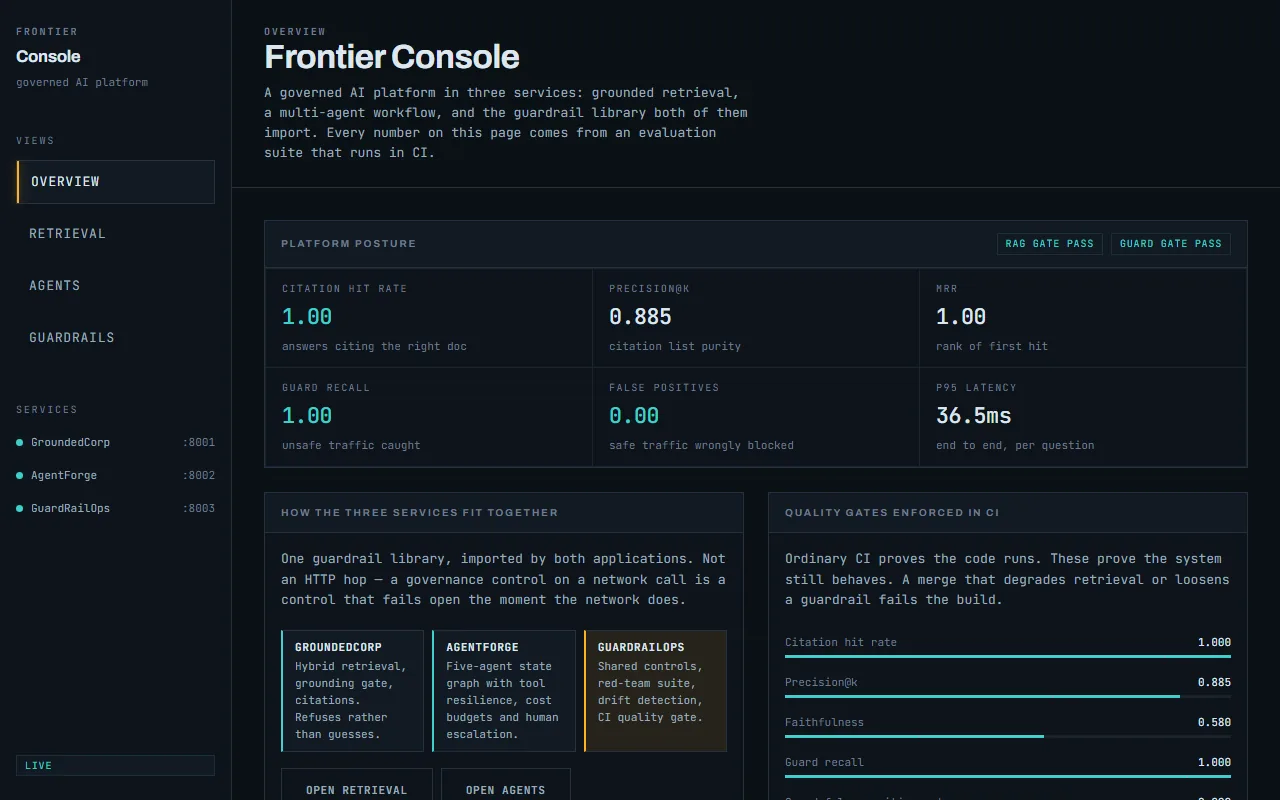 FRONTIER
Console
governed AI platform
VIEWS
OVERVIEW
RETRIEVAL
AGENTS
GUARDRAILS
SERVICES
GroundedCorp :8001
AgentForge :8002
GuardRailOps :8003
LIVE
OVERVIEW
Frontier Console
A governed AI platform in three services: grounded retrieval,
a multi-agent workflow, and the guardrail library both of them
import. Every number on this page comes from an evaluation
suite that runs in CI.
PLATFORM POSTURE
RAG GATE PASS
GUARD GATE PASS
CITATION HIT RATE
1.00
answers citing the right doc
PRECISION@K
0.885
citation list purity
MRR
1.00
rank of first hit
GUARD RECALL
1.00
unsafe traffic caught
FALSE POSITIVES
0.00
safe traffic wrongly blocked
P95 LATENCY
36.5ms
end to end, per question
HOW THE THREE SERVICES FIT TOGETHER
One guardrail library, imported by both applications. Not
an HTTP hop — a governance control on a network call is a
control that fails open the moment the network does.
GROUNDEDCORP
Hybrid retrieval,
grounding gate,
citations.
Refuses rather
than guesses.
AGENTFORGE
Five-agent state
graph with tool
resilience, cost
budgets and human
escalation.
GUARDRAILOPS
Shared controls,
red-team suite,
drift detection,
CI quality gate.
OPEN RETRIEVAL
OPEN AGENTS
QUALITY GATES ENFORCED IN CI
Ordinary CI proves the code runs. These prove the system
still behaves. A merge that degrades retrieval or loosens
a guardrail fails the build.
Citation hit rate 1.000
Precision@k 0.885
Faithfulness 0.580
Guard recall 1.000